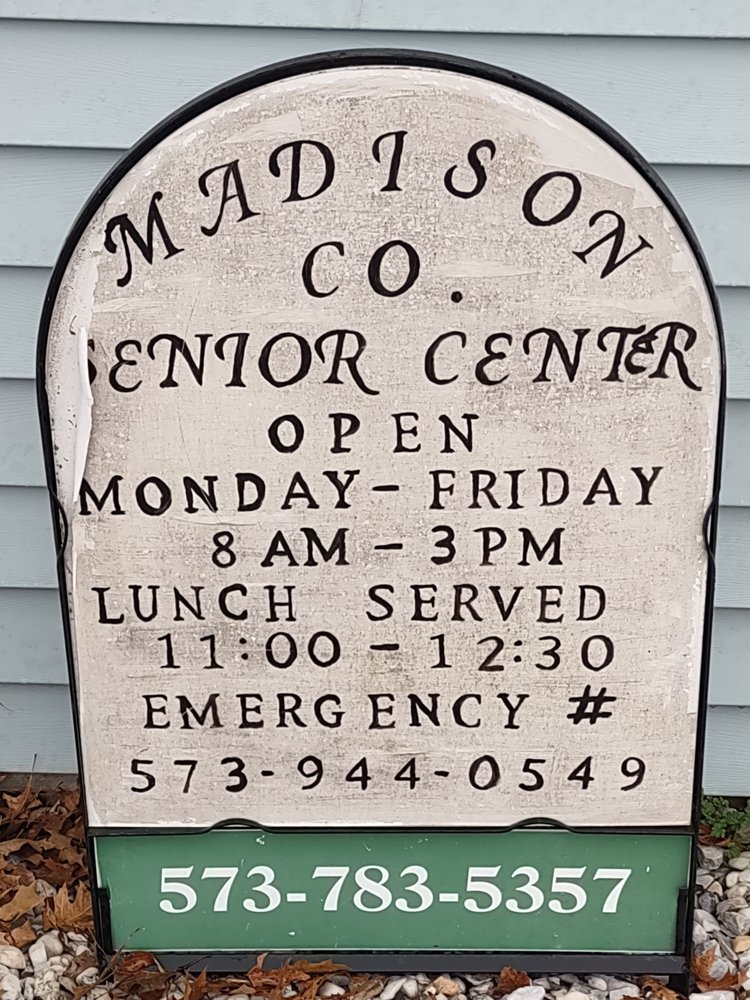 MADISON
CO.
SENIOR CENTER
OPEN
MONDAY - FRIDAY
8 AM - 3 PM
LUNCH SERVED
11:00 - 12:30
EMERGENCY #
573-944-0549
573-783-5357